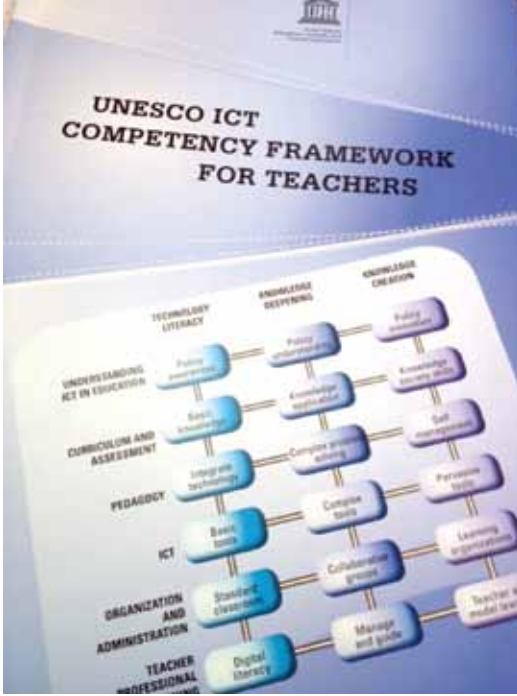 UNESCO ICT
COMPETENCY FRAMEWORK
FOR TEACHERS
TECHNOLOGY
LITERACY
KNOWLEDGE
DEEPENING
KNOWLEDGE
CREATION
UNDERSTANDING
ICT IN EDUCATION
Policy
awareness
Policy
understanding
Policy
innovation
CURRICULUM AND
ASSESSMENT
Basic
knowledge
Knowledge
application
Knowledge
society skills
PEDAGOGY
Integrate
technology
Complex problem
solving
Self
management
ICT
Basic
tools
Complex
tools
Pervasive
tools
ORGANIZATION
AND
ADMINISTRATION
Standard
classroom
Collaborative
groups
Learning
organizations
TEACHER
PROFESSIONAL
Digital
literacy
Manage
and guide
Teacher
model